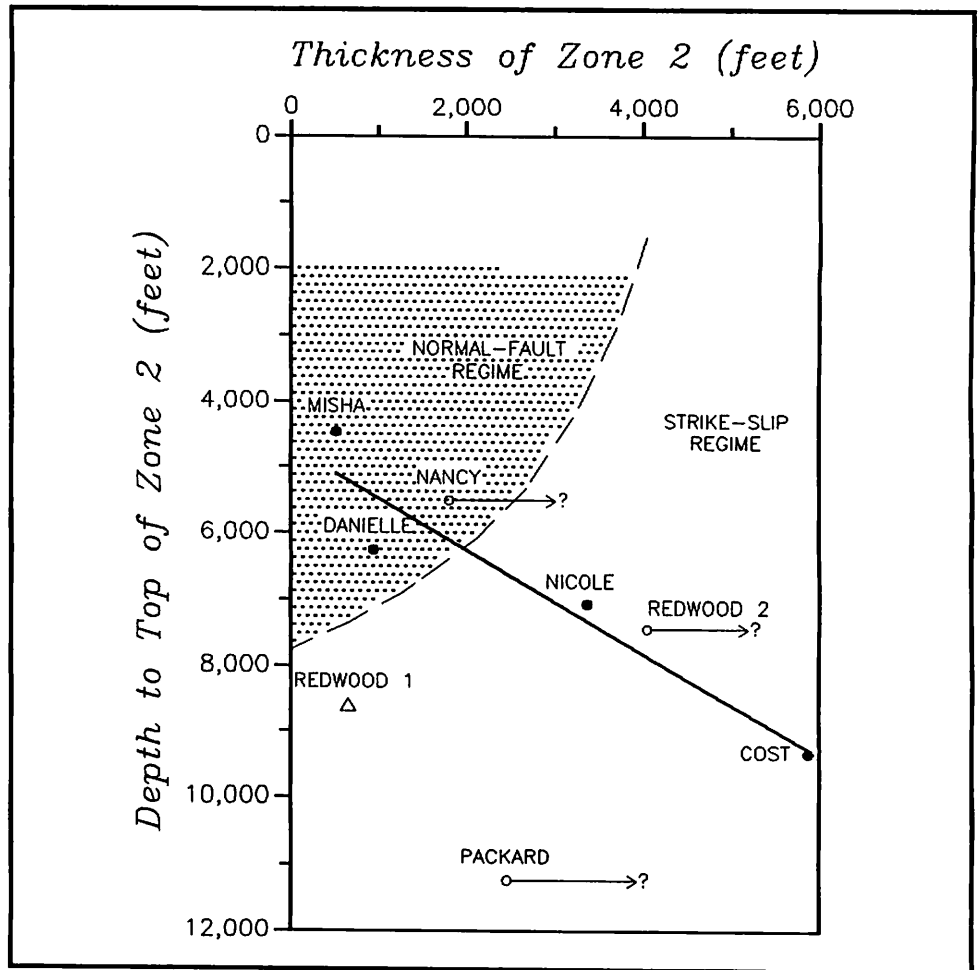 Thickness of Zone 2 (feet)
0 2,000 4,000 6,000
Depth to Top of Zone 2 (feet)
0
2,000
4,000
6,000
8,000
10,000
12,000
NORMAL-FAULT
REGIME
MISHA
STRIKE-SLIP
REGIME
NANCY
?
DANIELLE
NICOLE
REDWOOD 2
?
REDWOOD 1
COST
PACKARD
?